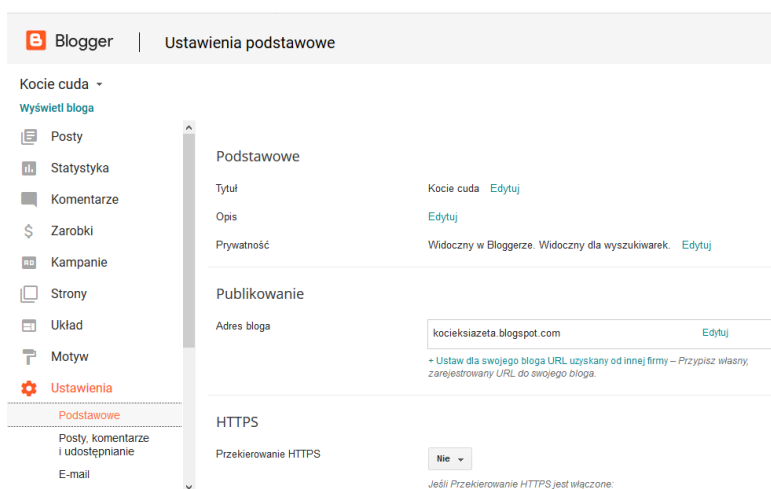 Blogger | Ustawienia podstawowe
Kocie cuda
Wyświetl bloga
Posty
Statystyka
Komentarze
Zarobki
Kampanie
Strony
Układ
Motyw
Ustawienia
Podstawowe
Posty, komentarze
i udostępnianie
E-mail
Podstawowe
Tytuł Kocie cuda Edytuj
Opis Edytuj
Prywatność Widoczny w Bloggerze. Widoczny dla wyszukiwarek. Edytuj
Publikowanie
Adres bloga kocieksiazeta.blogspot.com Edytuj
+ Ustaw dla swojego bloga URL uzyskany od innej firmy – Przypisz własny,
zarejestrowany URL do swojego bloga.
HTTPS
Przekierowanie HTTPS Nie
Jeśli Przekierowanie HTTPS jest włączone: